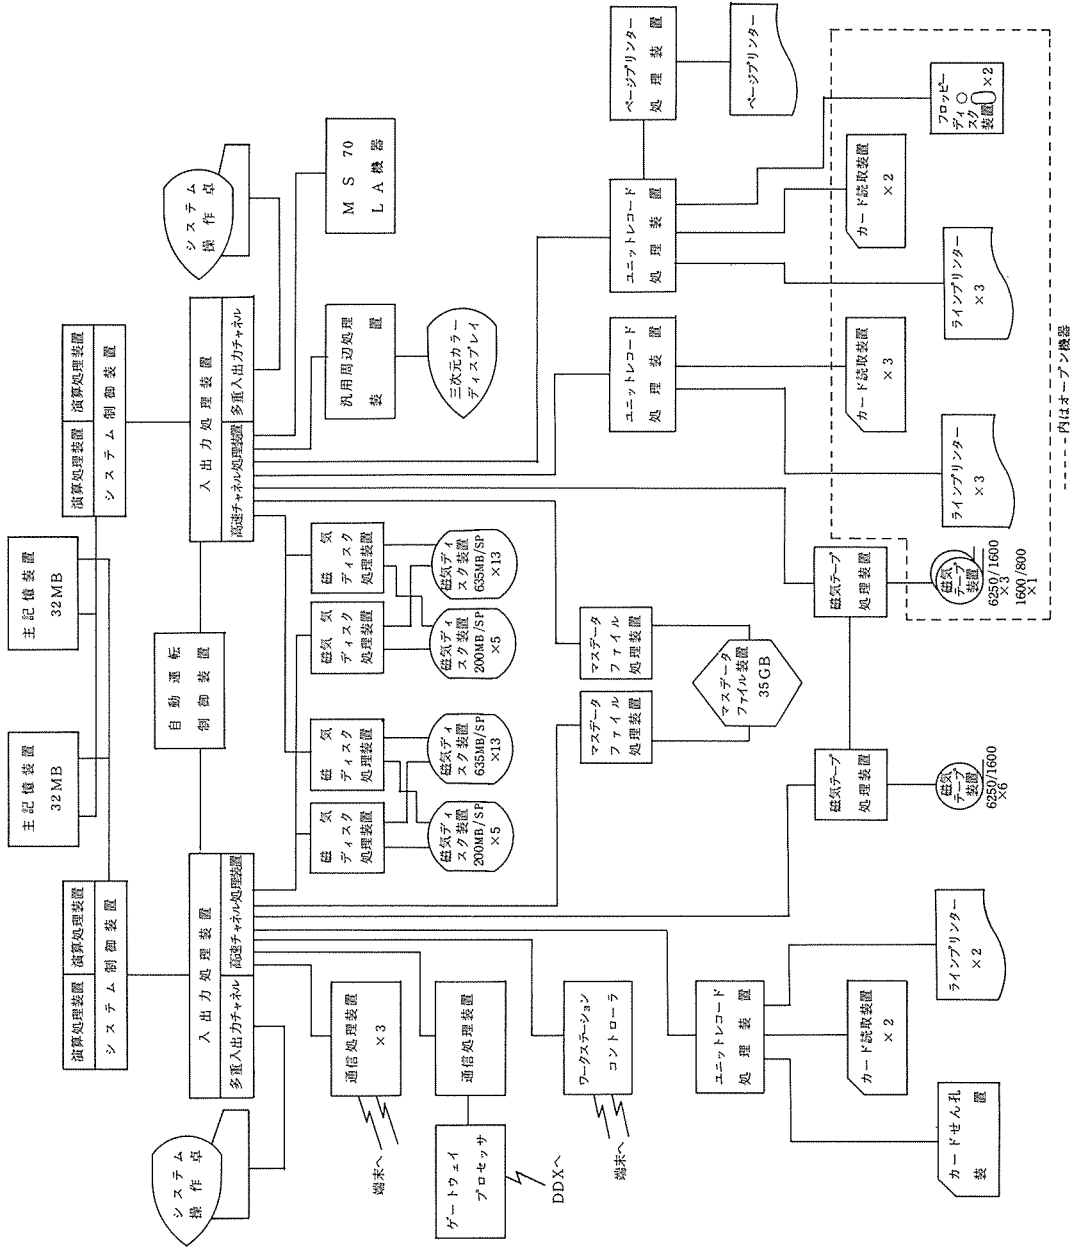 主記憶装置
32MB
主記憶装置
32MB
演算処理装置
演算処理装置
システム制御装置
演算処理装置
演算処理装置
システム制御装置
自動運転
制御装置
システム
操作卓
入出力処理装置
多重入出力チャネル
高速チャネル処理装置
入出力処理装置
高速チャネル処理装置
多重入出力チャネル
システム
操作卓
通信処理装置
×3
端末へ
磁気
ディスク
処理装置
磁気
ディスク
処理装置
磁気
ディスク
処理装置
磁気
ディスク
処理装置
汎用周辺処理
装置
MS70
LA機器
ゲートウェイ
プロセッサ
DDXへ
通信処理装置
磁気ディ
スク装置
200MB/SP
×5
磁気ディ
スク装置
635MB/SP
×13
磁気ディ
スク装置
200MB/SP
×5
磁気ディ
スク装置
635MB/SP
×13
三次元カラー
ディスプレイ
ワークステーション
コントローラ
端末へ
マスデータ
ファイル
処理装置
マスデータ
ファイル
処理装置
マスデータ
ファイル装置
35GB
ユニットレコード
処理装置
ユニットレコード
処理装置
ページプリンター
処理装置
ページプリンター
ユニットレコード
処理装置
磁気テープ
処理装置
磁気テープ
処理装置
カードせん孔
装置
カード読取装置
×2
ラインプリンター
×2
磁気
テープ
装置
6250/1600
×6
磁気
テープ
装置
6250/1600
×3
1600/800
×1
ラインプリンター
×3
カード読取装置
×3
ラインプリンター
×3
カード読取装置
×2
フロッピー
ディスク
装置
×2
-----内はオープン機器